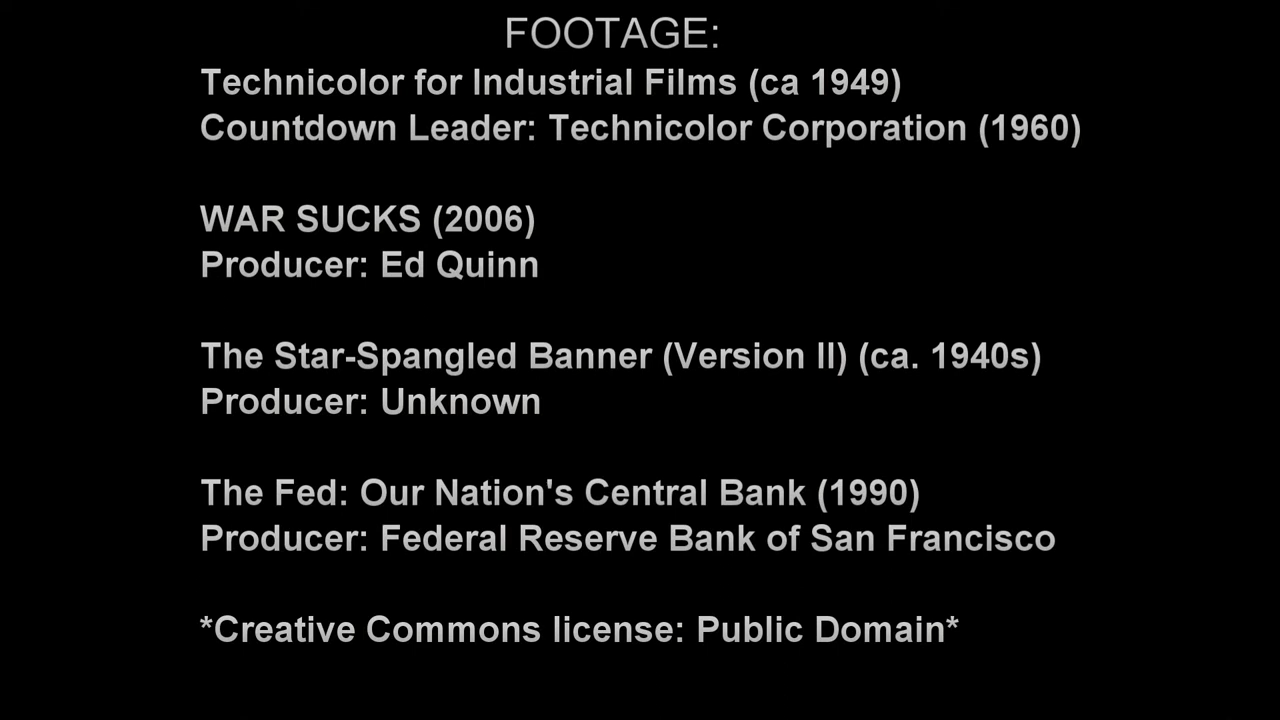 FOOTAGE:
Technicolor for Industrial Films (ca 1949)
Countdown Leader: Technicolor Corporation (1960)
WAR SUCKS (2006)
Producer: Ed Quinn
The Star-Spangled Banner (Version II) (ca. 1940s)
Producer: Unknown
The Fed: Our Nation's Central Bank (1990)
Producer: Federal Reserve Bank of San Francisco
*Creative Commons license: Public Domain*